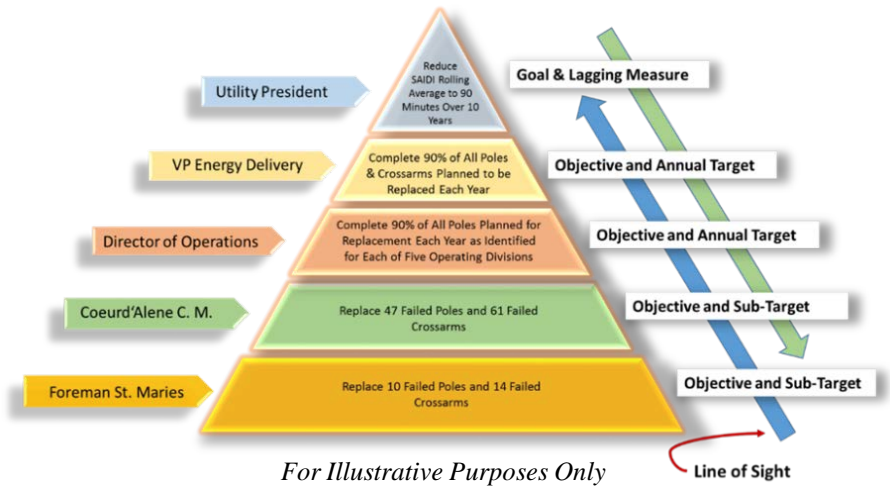 Reduce
SAIDI Rolling
Average to 90
Minutes Over 10
Years
Utility President
Goal & Lagging Measure
VP Energy Delivery
Complete 90% of All Poles
& Crossarms Planned to be
Replaced Each Year
Objective and Annual Target
Director of Operations
Complete 90% of All Poles Planned for
Replacement Each Year as Identified
for Each of Five Operating Divisions
Objective and Annual Target
Coeurd'Alene C. M.
Replace 47 Failed Poles and 61 Failed
Crossarms
Objective and Sub-Target
Foreman St. Maries
Replace 10 Failed Poles and 14 Failed
Crossarms
Objective and Sub-Target
For Illustrative Purposes Only
Line of Sight